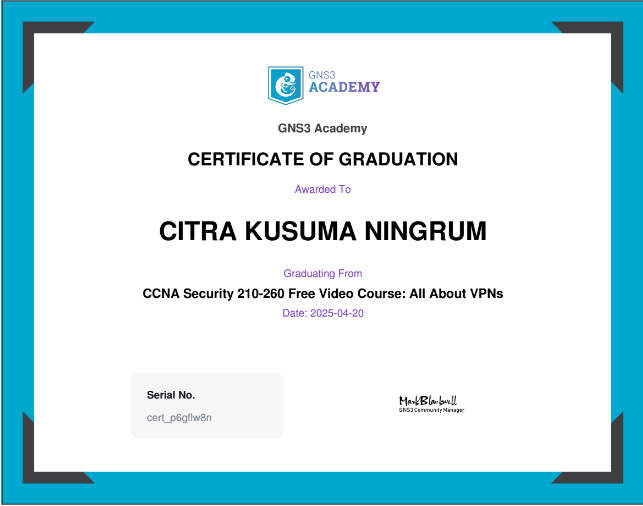 GNS3
ACADEMY
GNS3 Academy
CERTIFICATE OF GRADUATION
Awarded To
CITRA KUSUMA NINGRUM
Graduating From
CCNA Security 210-260 Free Video Course: All About VPNs
Date: 2025-04-20
Serial No.
cert_p6gflw8n
MarkBlackwell
GNS3 Community Manager